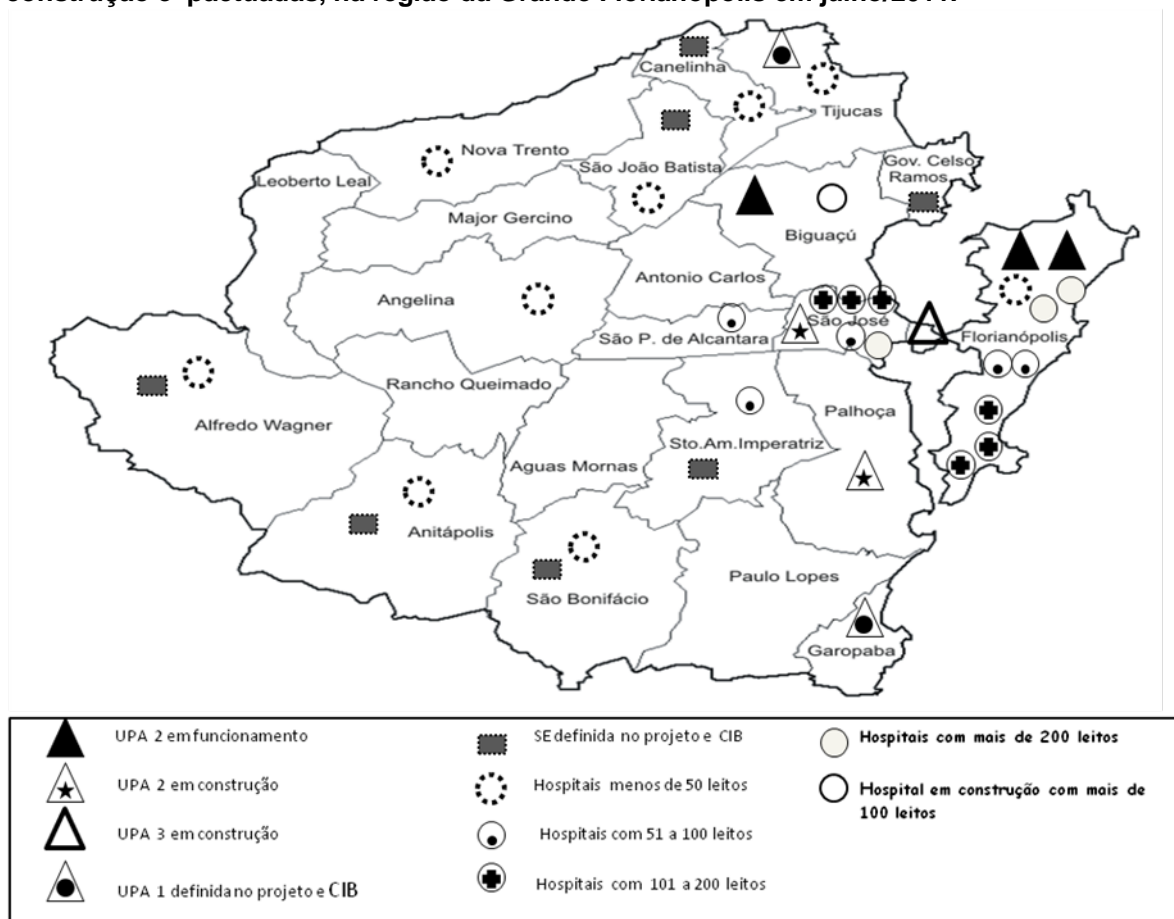 construção e pactuadas, na região da Grande Florianópolis em julho/2011.
Canelinha
Tijucas
Nova Trento
São João Batista
Gov. Celso
Ramos
Leoberto Leal
Major Gercino
Biguaçú
Antonio Carlos
Angelina
São José
São P. de Alcantara
Florianópolis
Rancho Queimado
Palhoça
Alfredo Wagner
Sto.Am.Imperatriz
Aguas Mornas
Anitápolis
Paulo Lopes
São Bonifácio
Garopaba
UPA 2 em funcionamento
SE definida no projeto e CIB
Hospitais com mais de 200 leitos
UPA 2 em construção
Hospitais menos de 50 leitos
Hospital em construção com mais de
100 leitos
UPA 3 em construção
Hospitais com 51 a 100 leitos
UPA 1 definida no projeto e CIB
Hospitais com 101 a 200 leitos